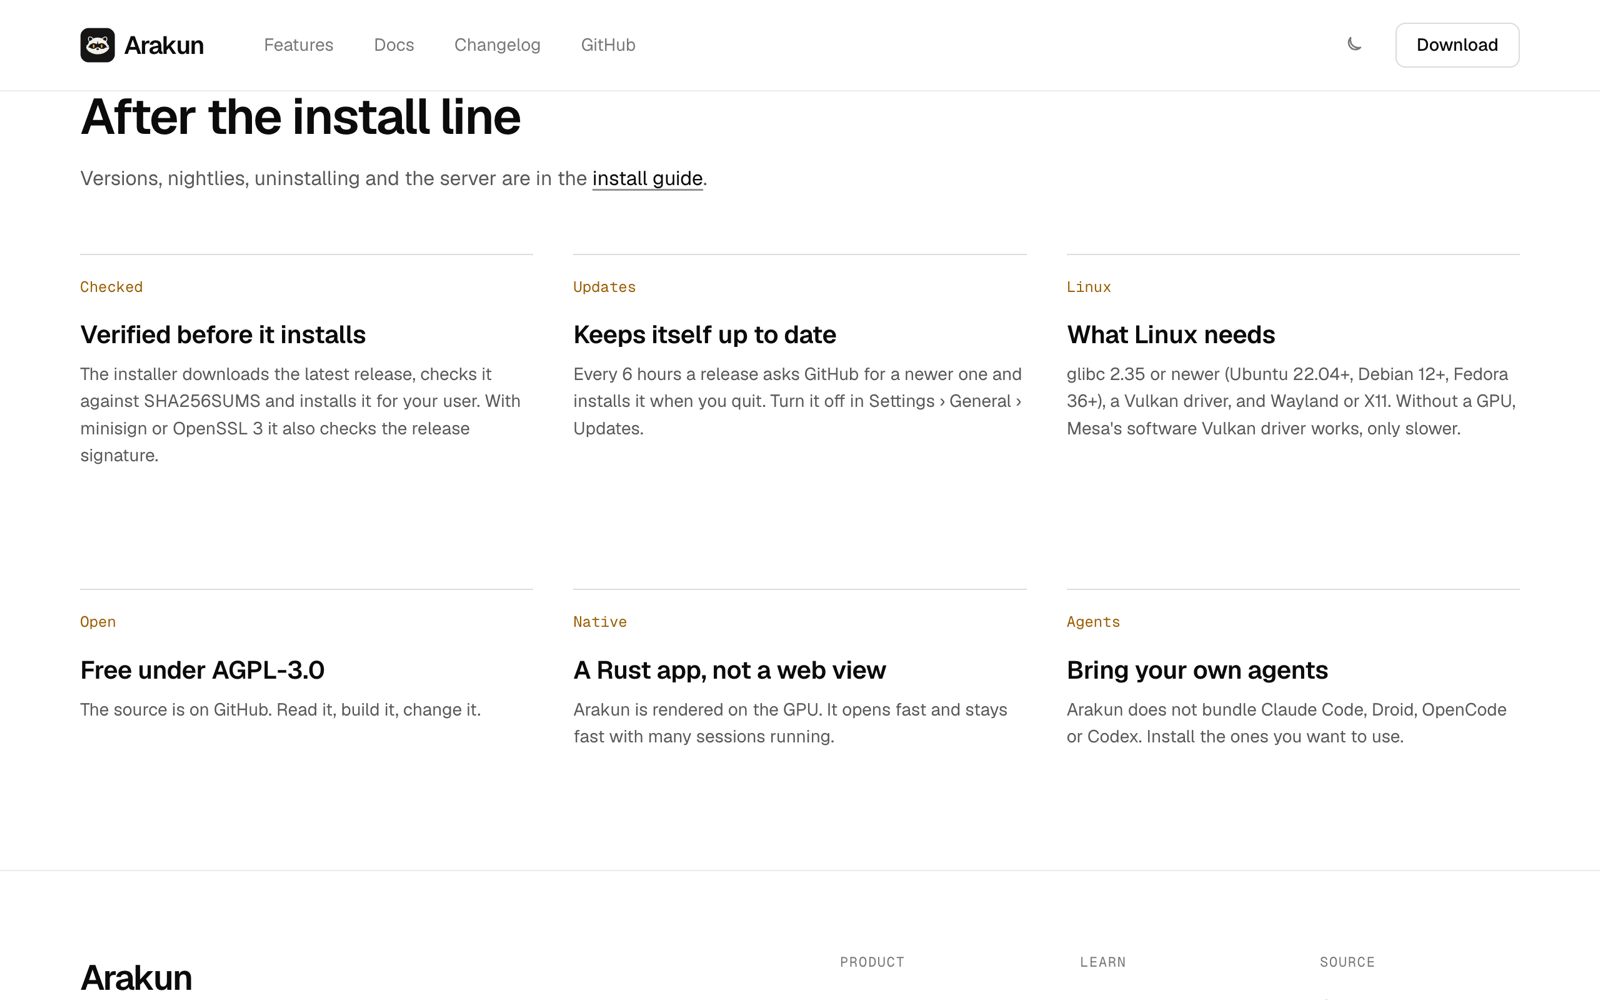 Arakun
Features
Docs
Changelog
GitHub
Download
After the install line
Versions, nightlies, uninstalling and the server are in the install guide.
Checked
Verified before it installs
The installer downloads the latest release, checks it
against SHA256SUMS and installs it for your user. With
minisign or OpenSSL 3 it also checks the release
signature.
Updates
Keeps itself up to date
Every 6 hours a release asks GitHub for a newer one and
installs it when you quit. Turn it off in Settings › General ›
Updates.
Linux
What Linux needs
glibc 2.35 or newer (Ubuntu 22.04+, Debian 12+, Fedora
36+), a Vulkan driver, and Wayland or X11. Without a GPU,
Mesa's software Vulkan driver works, only slower.
Open
Free under AGPL-3.0
The source is on GitHub. Read it, build it, change it.
Native
A Rust app, not a web view
Arakun is rendered on the GPU. It opens fast and stays
fast with many sessions running.
Agents
Bring your own agents
Arakun does not bundle Claude Code, Droid, OpenCode
or Codex. Install the ones you want to use.
Arakun
PRODUCT
LEARN
SOURCE